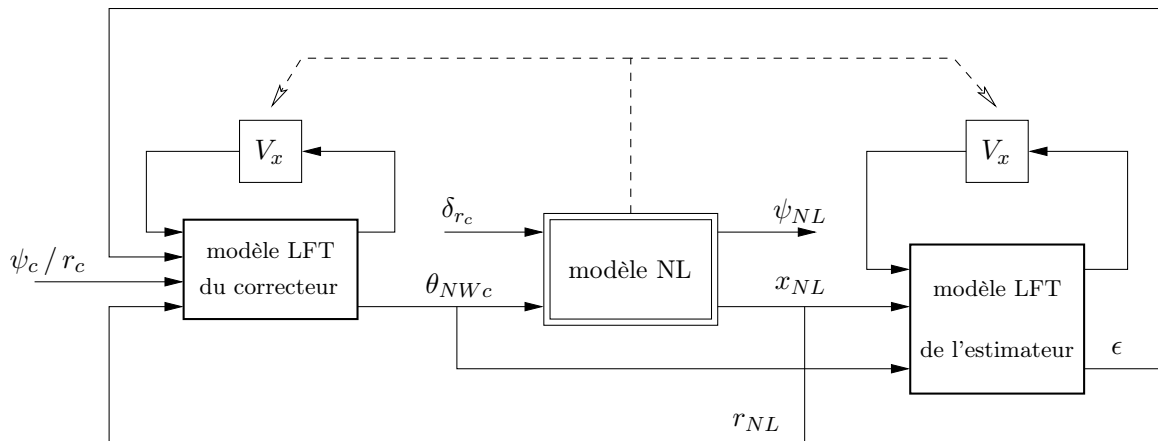 V_x
V_x
δ_{r_c}
ψ_{NL}
modèle LFT
du correcteur
ψ_c / r_c
modèle NL
θ_{NWc}
x_{NL}
modèle LFT
de l'estimateur
ϵ
r_{NL}